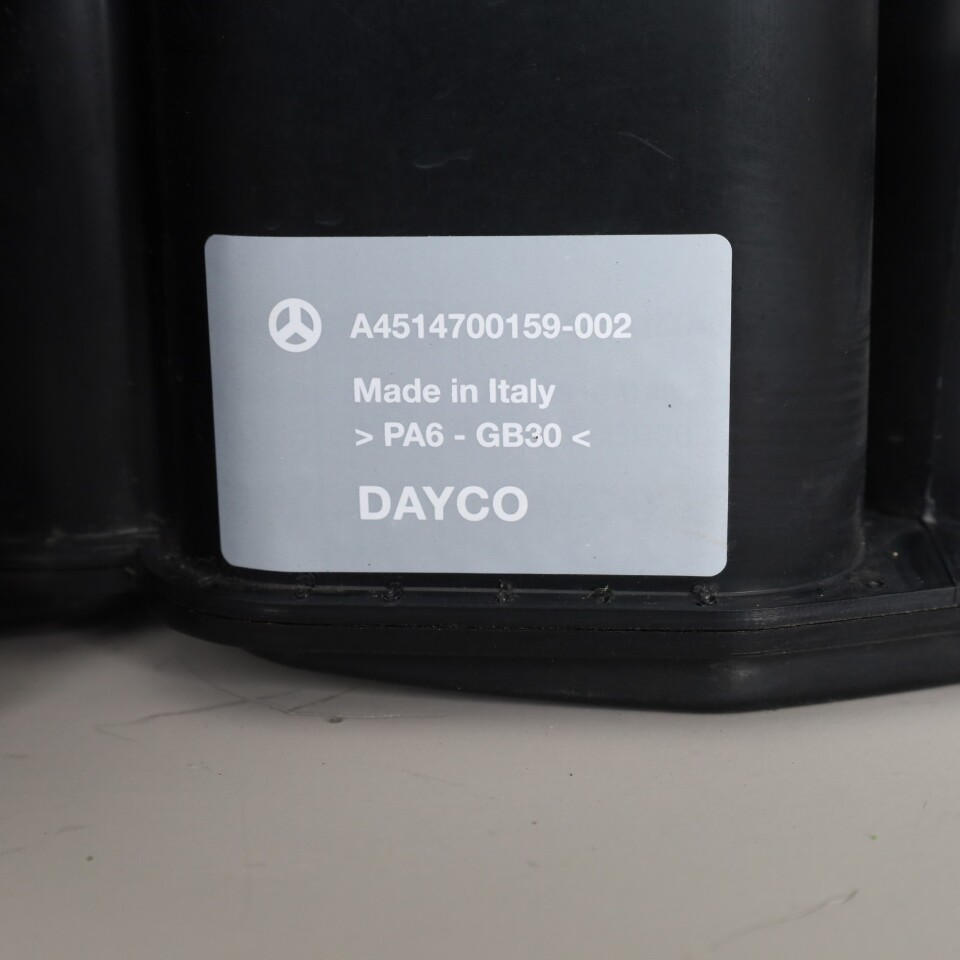 A4514700159-002
Made in Italy
> PA6 - GB30 <
DAYCO